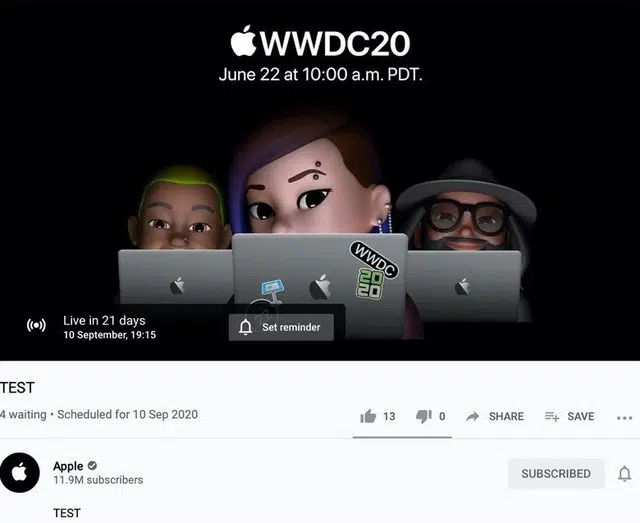 WWDC20
June 22 at 10:00 a.m. PDT.
WWDC
20
20
Live in 21 days
10 September, 19:15
Set reminder
TEST
4 waiting • Scheduled for 10 Sep 2020
13
0
SHARE
SAVE
Apple
11.9M subscribers
SUBSCRIBED
TEST